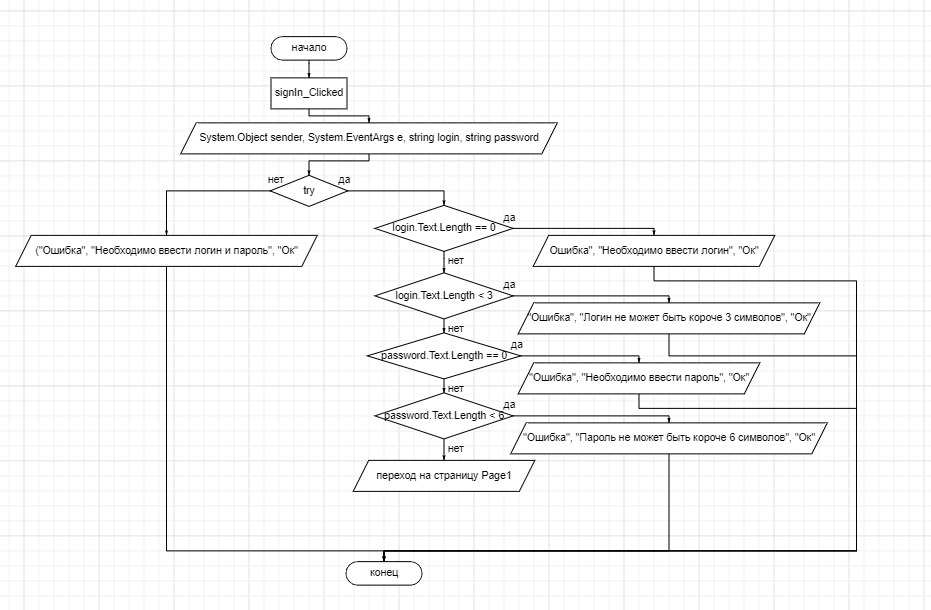 начало
signIn_Clicked
System.Object sender, System.EventArgs e, string login, string password
нет
да
try
login.Text.Length == 0
да
("Ошибка", "Необходимо ввести логин и пароль", "Ок"
Ошибка", "Необходимо ввести логин", "Ок"
нет
login.Text.Length < 3
да
"Ошибка", "Логин не может быть короче 3 символов", "Ок"
нет
password.Text.Length == 0
да
"Ошибка", "Необходимо ввести пароль", "Ок"
нет
password.Text.Length < 6
да
"Ошибка", "Пароль не может быть короче 6 символов", "Ок"
нет
переход на страницу Page1
конец